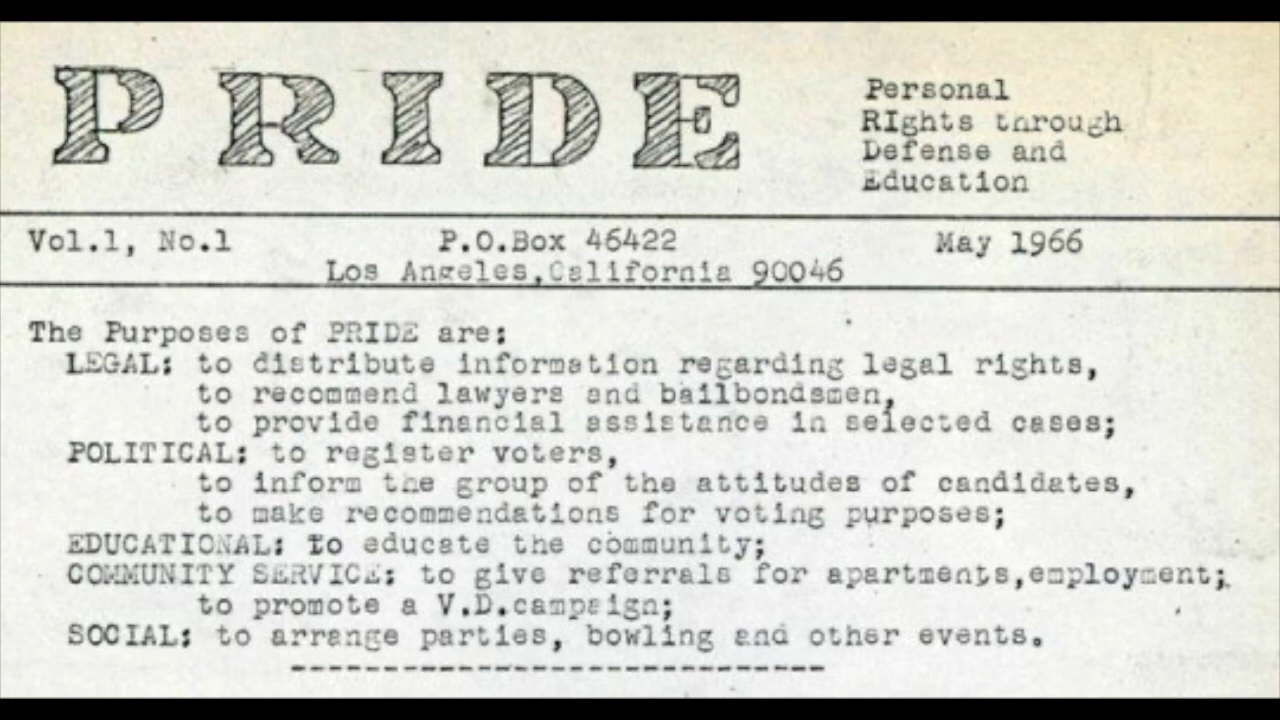 PRIDE
Personal
RIghts through
Defense and
Education
Vol.1, No.1 P.O.Box 46422 May 1966
Los Angeles,California 90046
The Purposes of PRIDE are:
LEGAL: to distribute information regarding legal rights,
to recommend lawyers and bailbondsmen,
to provide financial assistance in selected cases;
POLITICAL: to register voters,
to inform the group of the attitudes of candidates,
to make recommendations for voting purposes;
EDUCATIONAL: to educate the community;
COMMUNITY SERVICE: to give referrals for apartments,employment;
to promote a V.D.campaign;
SOCIAL: to arrange parties, bowling and other events.